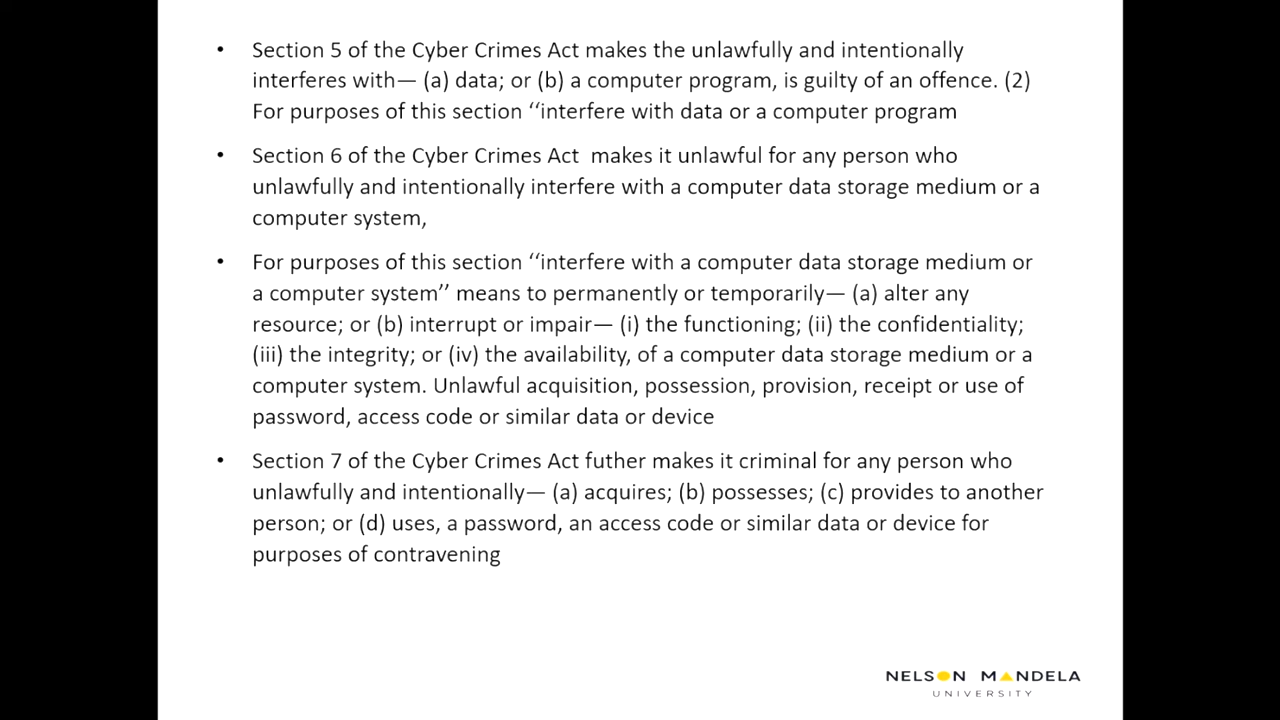 • Section 5 of the Cyber Crimes Act makes the unlawfully and intentionally
interferes with— (a) data; or (b) a computer program, is guilty of an offence. (2)
For purposes of this section ‘‘interfere with data or a computer program
• Section 6 of the Cyber Crimes Act  makes it unlawful for any person who
unlawfully and intentionally interfere with a computer data storage medium or a
computer system,
• For purposes of this section ‘‘interfere with a computer data storage medium or
a computer system’’ means to permanently or temporarily— (a) alter any
resource; or (b) interrupt or impair— (i) the functioning; (ii) the confidentiality;
(iii) the integrity; or (iv) the availability, of a computer data storage medium or a
computer system. Unlawful acquisition, possession, provision, receipt or use of
password, access code or similar data or device
• Section 7 of the Cyber Crimes Act futher makes it criminal for any person who
unlawfully and intentionally— (a) acquires; (b) possesses; (c) provides to another
person; or (d) uses, a password, an access code or similar data or device for
purposes of contravening
NELSON MANDELA
UNIVERSITY